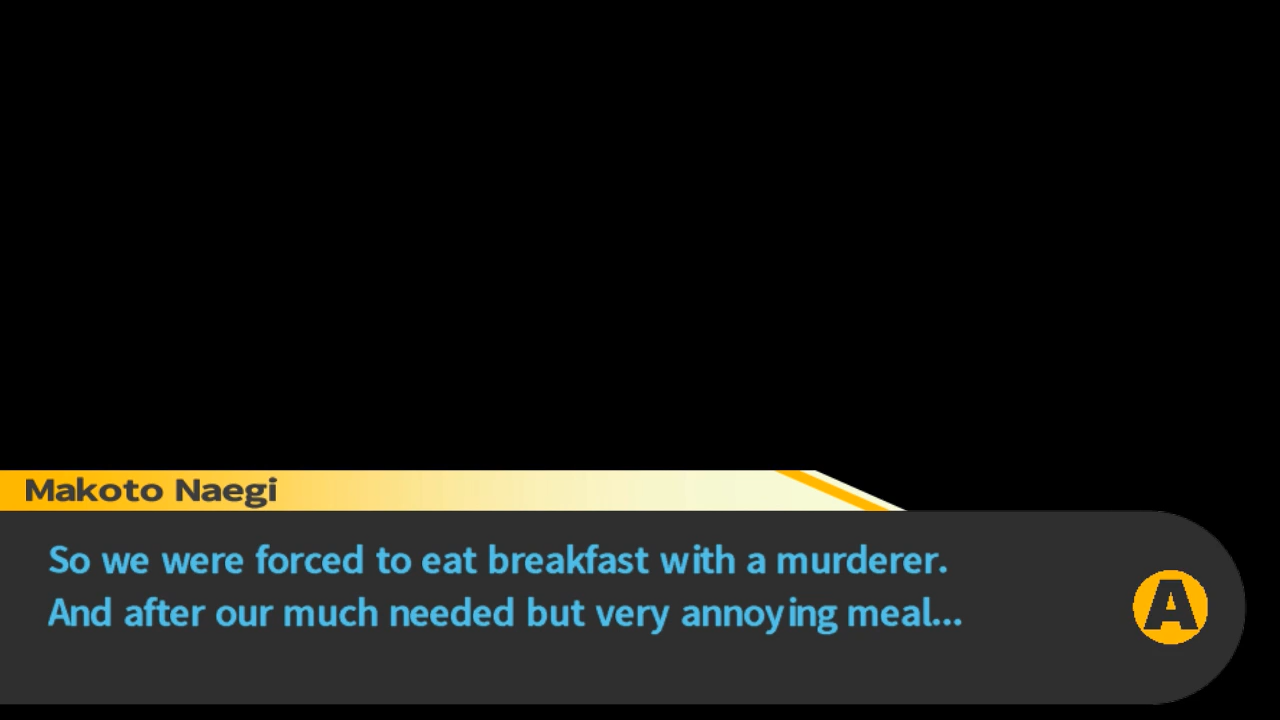 Makoto Naegi
So we were forced to eat breakfast with a murderer.
And after our much needed but very annoying meal...
A